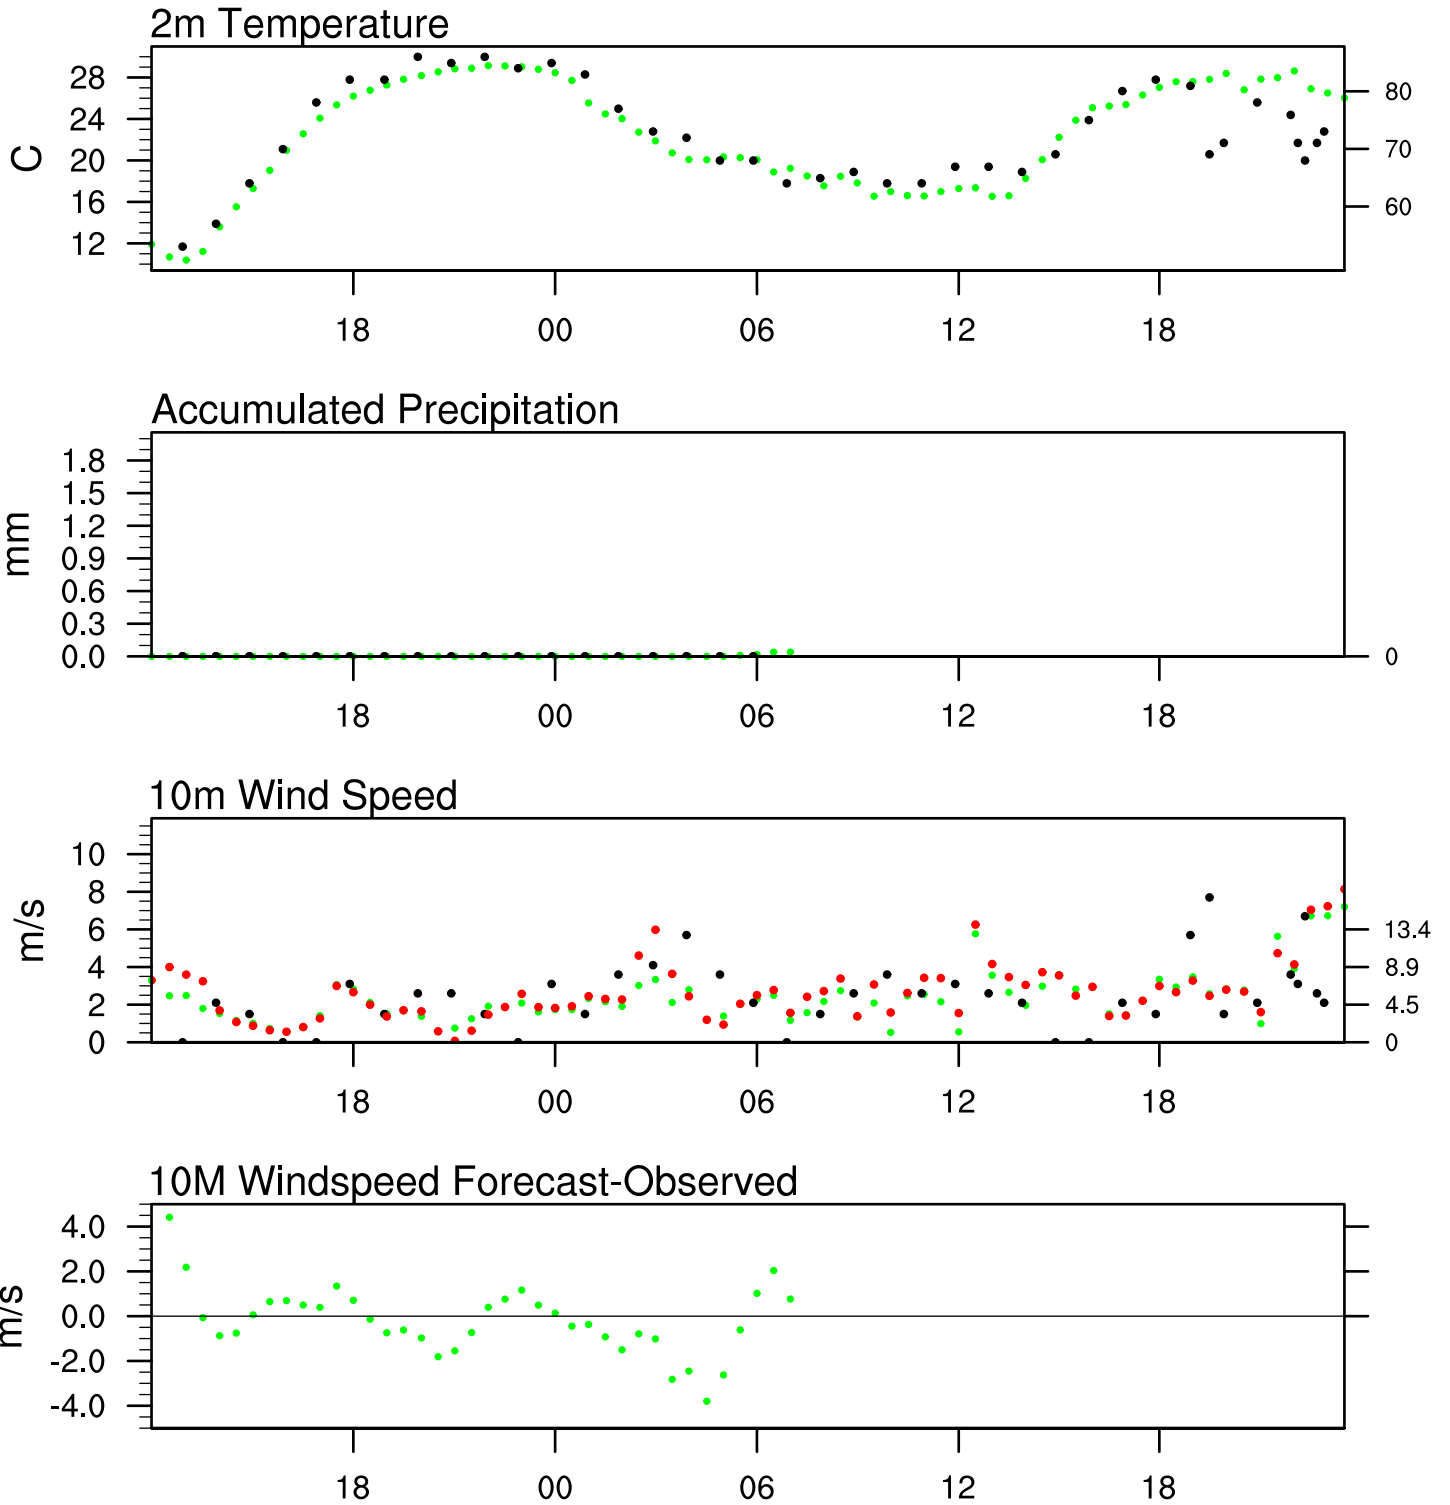 2m Temperature
C
28
24
20
16
12
80
70
60
18 00 06 12 18
Accumulated Precipitation
mm
1.8
1.5
1.2
0.9
0.6
0.3
0.0
0
18 00 06 12 18
10m Wind Speed
m/s
10
8
6
4
2
0
13.4
8.9
4.5
0
18 00 06 12 18
10M Windspeed Forecast-Observed
m/s
4.0
2.0
0.0
-2.0
-4.0
18 00 06 12 18